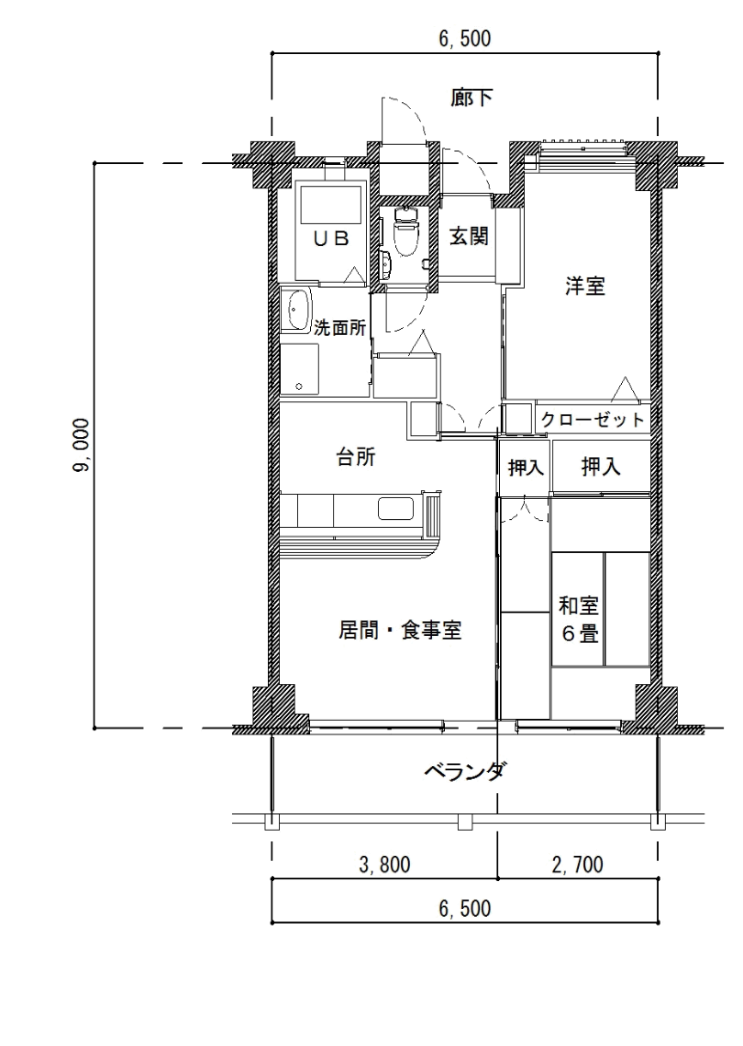 6,500
廊下
UB
玄関
洋室
洗面所
クローゼット
台所
押入
押入
9,000
和室
6畳
居間・食事室
ベランダ
3,800
2,700
6,500